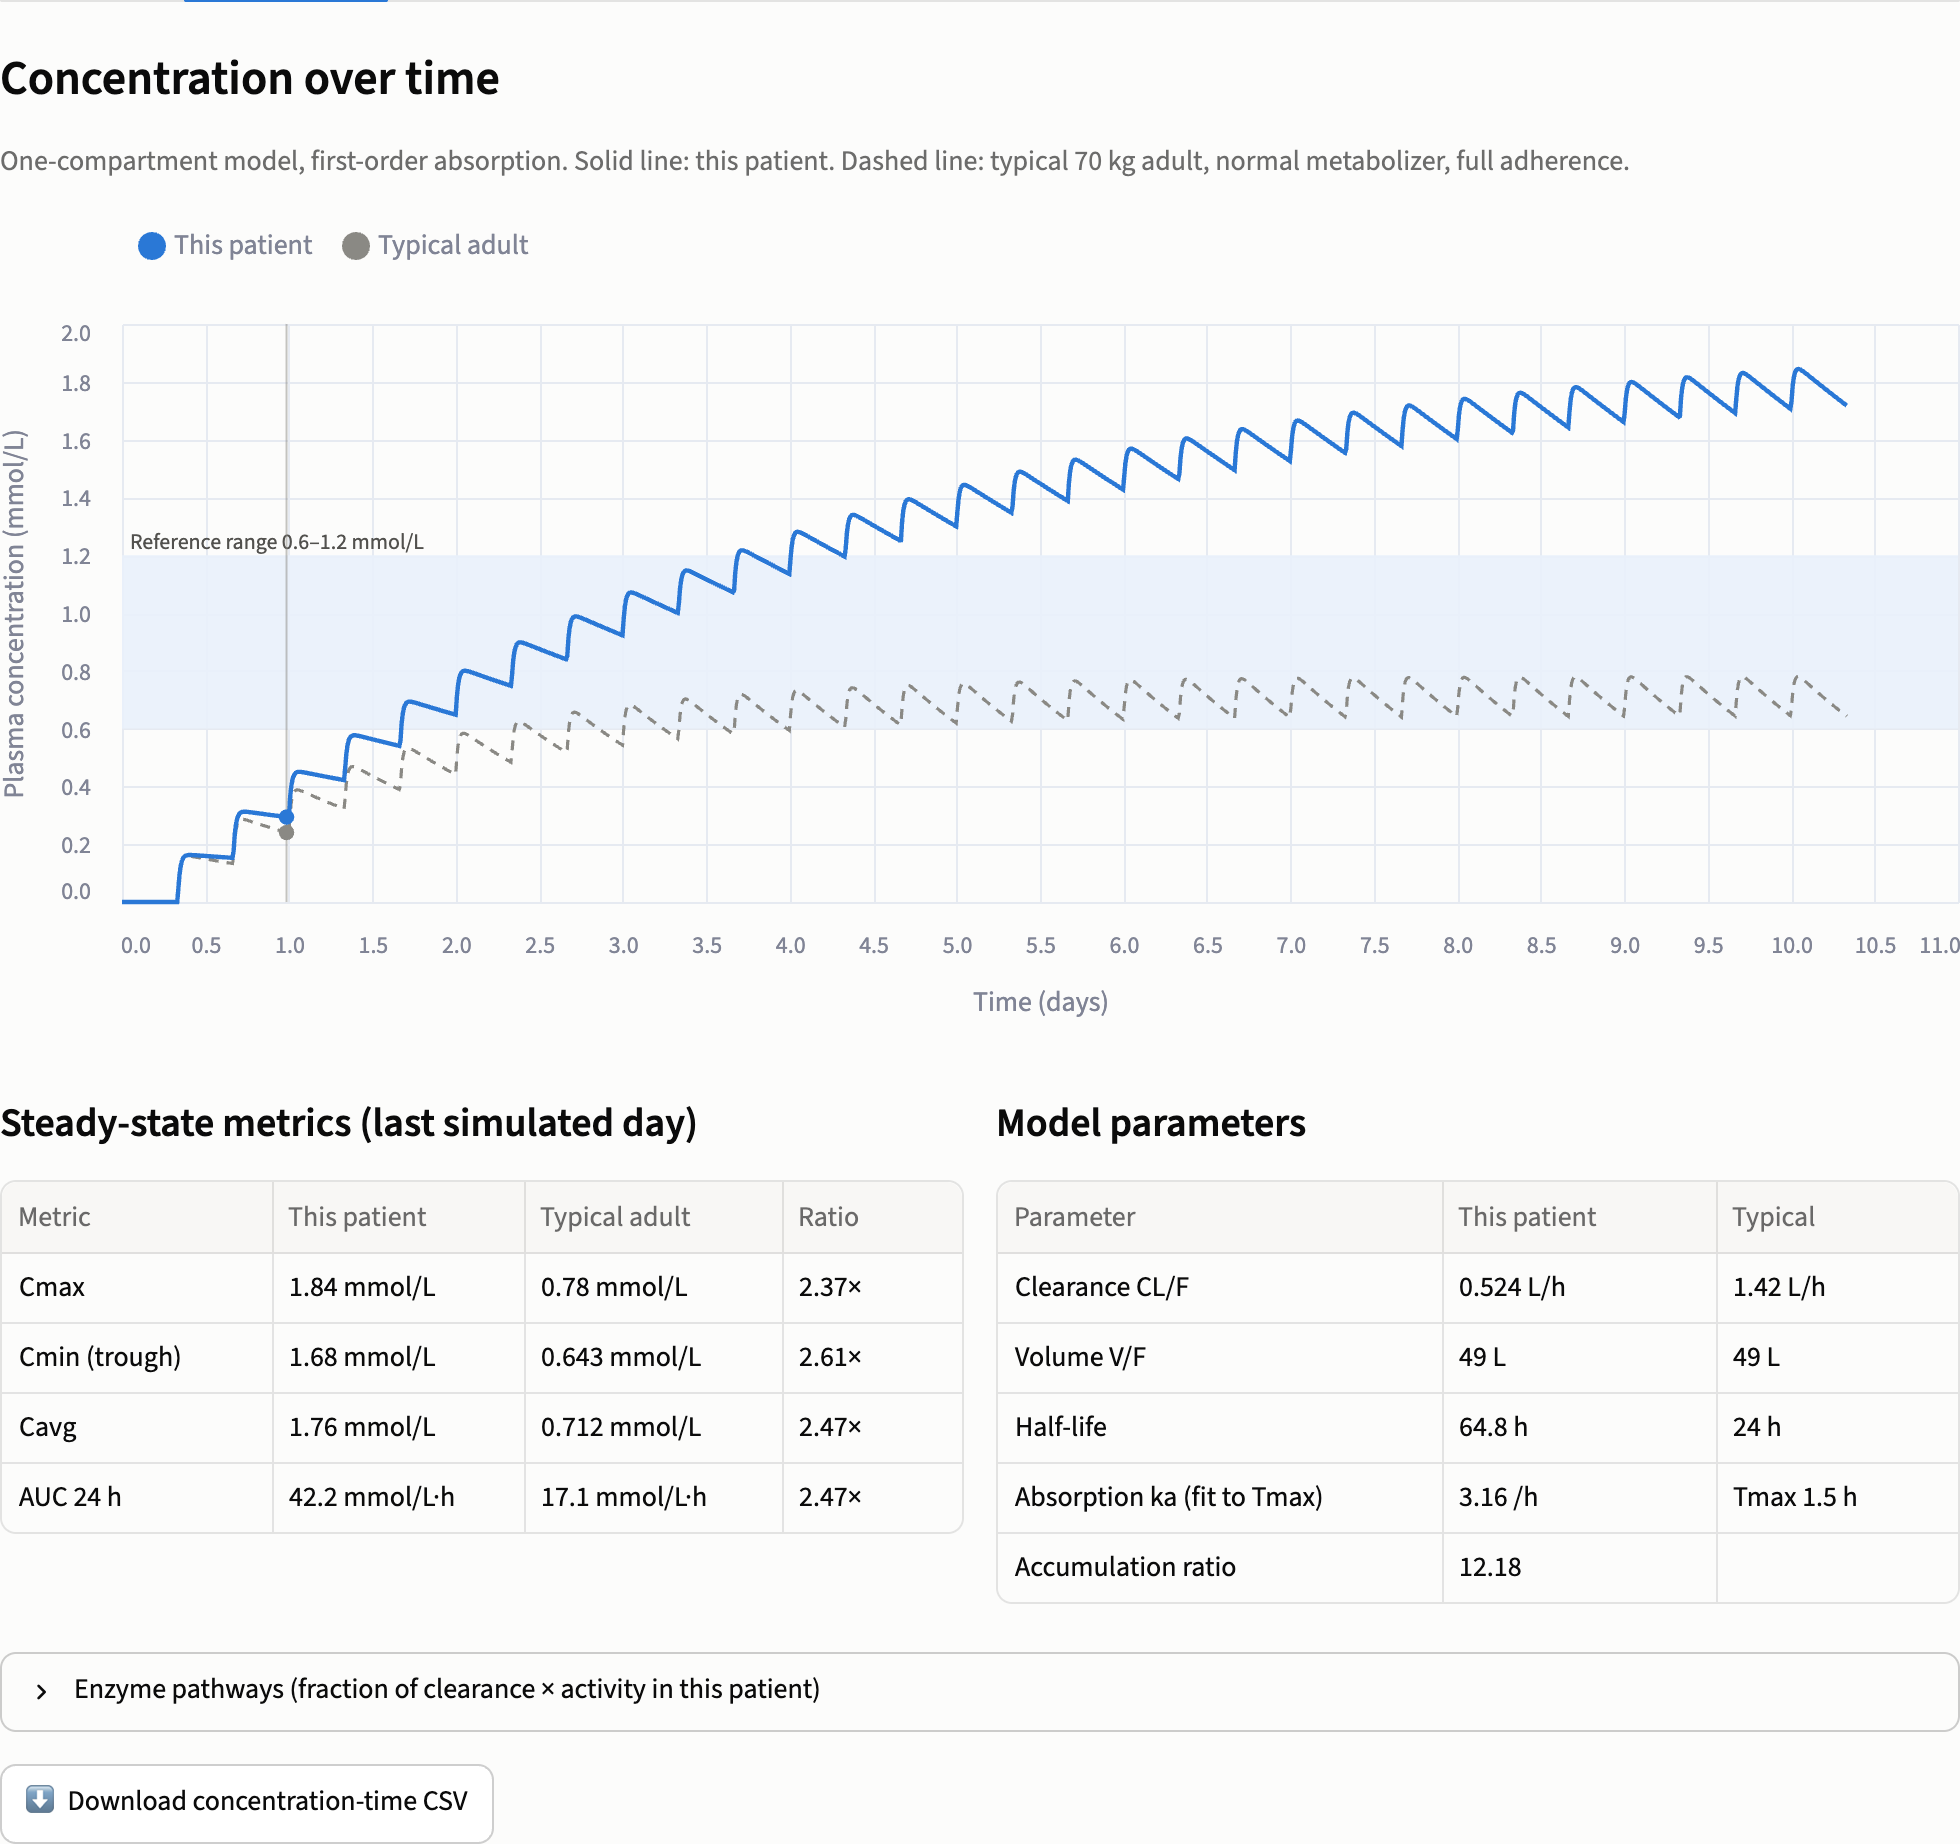 Concentration over time
One-compartment model, first-order absorption. Solid line: this patient. Dashed line: typical 70 kg adult, normal metabolizer, full adherence.
This patient Typical adult
2.0
1.8
1.6
1.4
1.2
1.0
0.8
0.6
0.4
0.2
0.0
Plasma concentration (mmol/L)
Reference range 0.6–1.2 mmol/L
0.0 0.5 1.0 1.5 2.0 2.5 3.0 3.5 4.0 4.5 5.0 5.5 6.0 6.5 7.0 7.5 8.0 8.5 9.0 9.5 10.0 10.5 11.0
Time (days)
Steady-state metrics (last simulated day)
Metric This patient Typical adult Ratio
Cmax 1.84 mmol/L 0.78 mmol/L 2.37×
Cmin (trough) 1.68 mmol/L 0.643 mmol/L 2.61×
Cavg 1.76 mmol/L 0.712 mmol/L 2.47×
AUC 24 h 42.2 mmol/L·h 17.1 mmol/L·h 2.47×
Model parameters
Parameter This patient Typical
Clearance CL/F 0.524 L/h 1.42 L/h
Volume V/F 49 L 49 L
Half-life 64.8 h 24 h
Absorption ka (fit to Tmax) 3.16 /h Tmax 1.5 h
Accumulation ratio 12.18
Enzyme pathways (fraction of clearance × activity in this patient)
Download concentration-time CSV